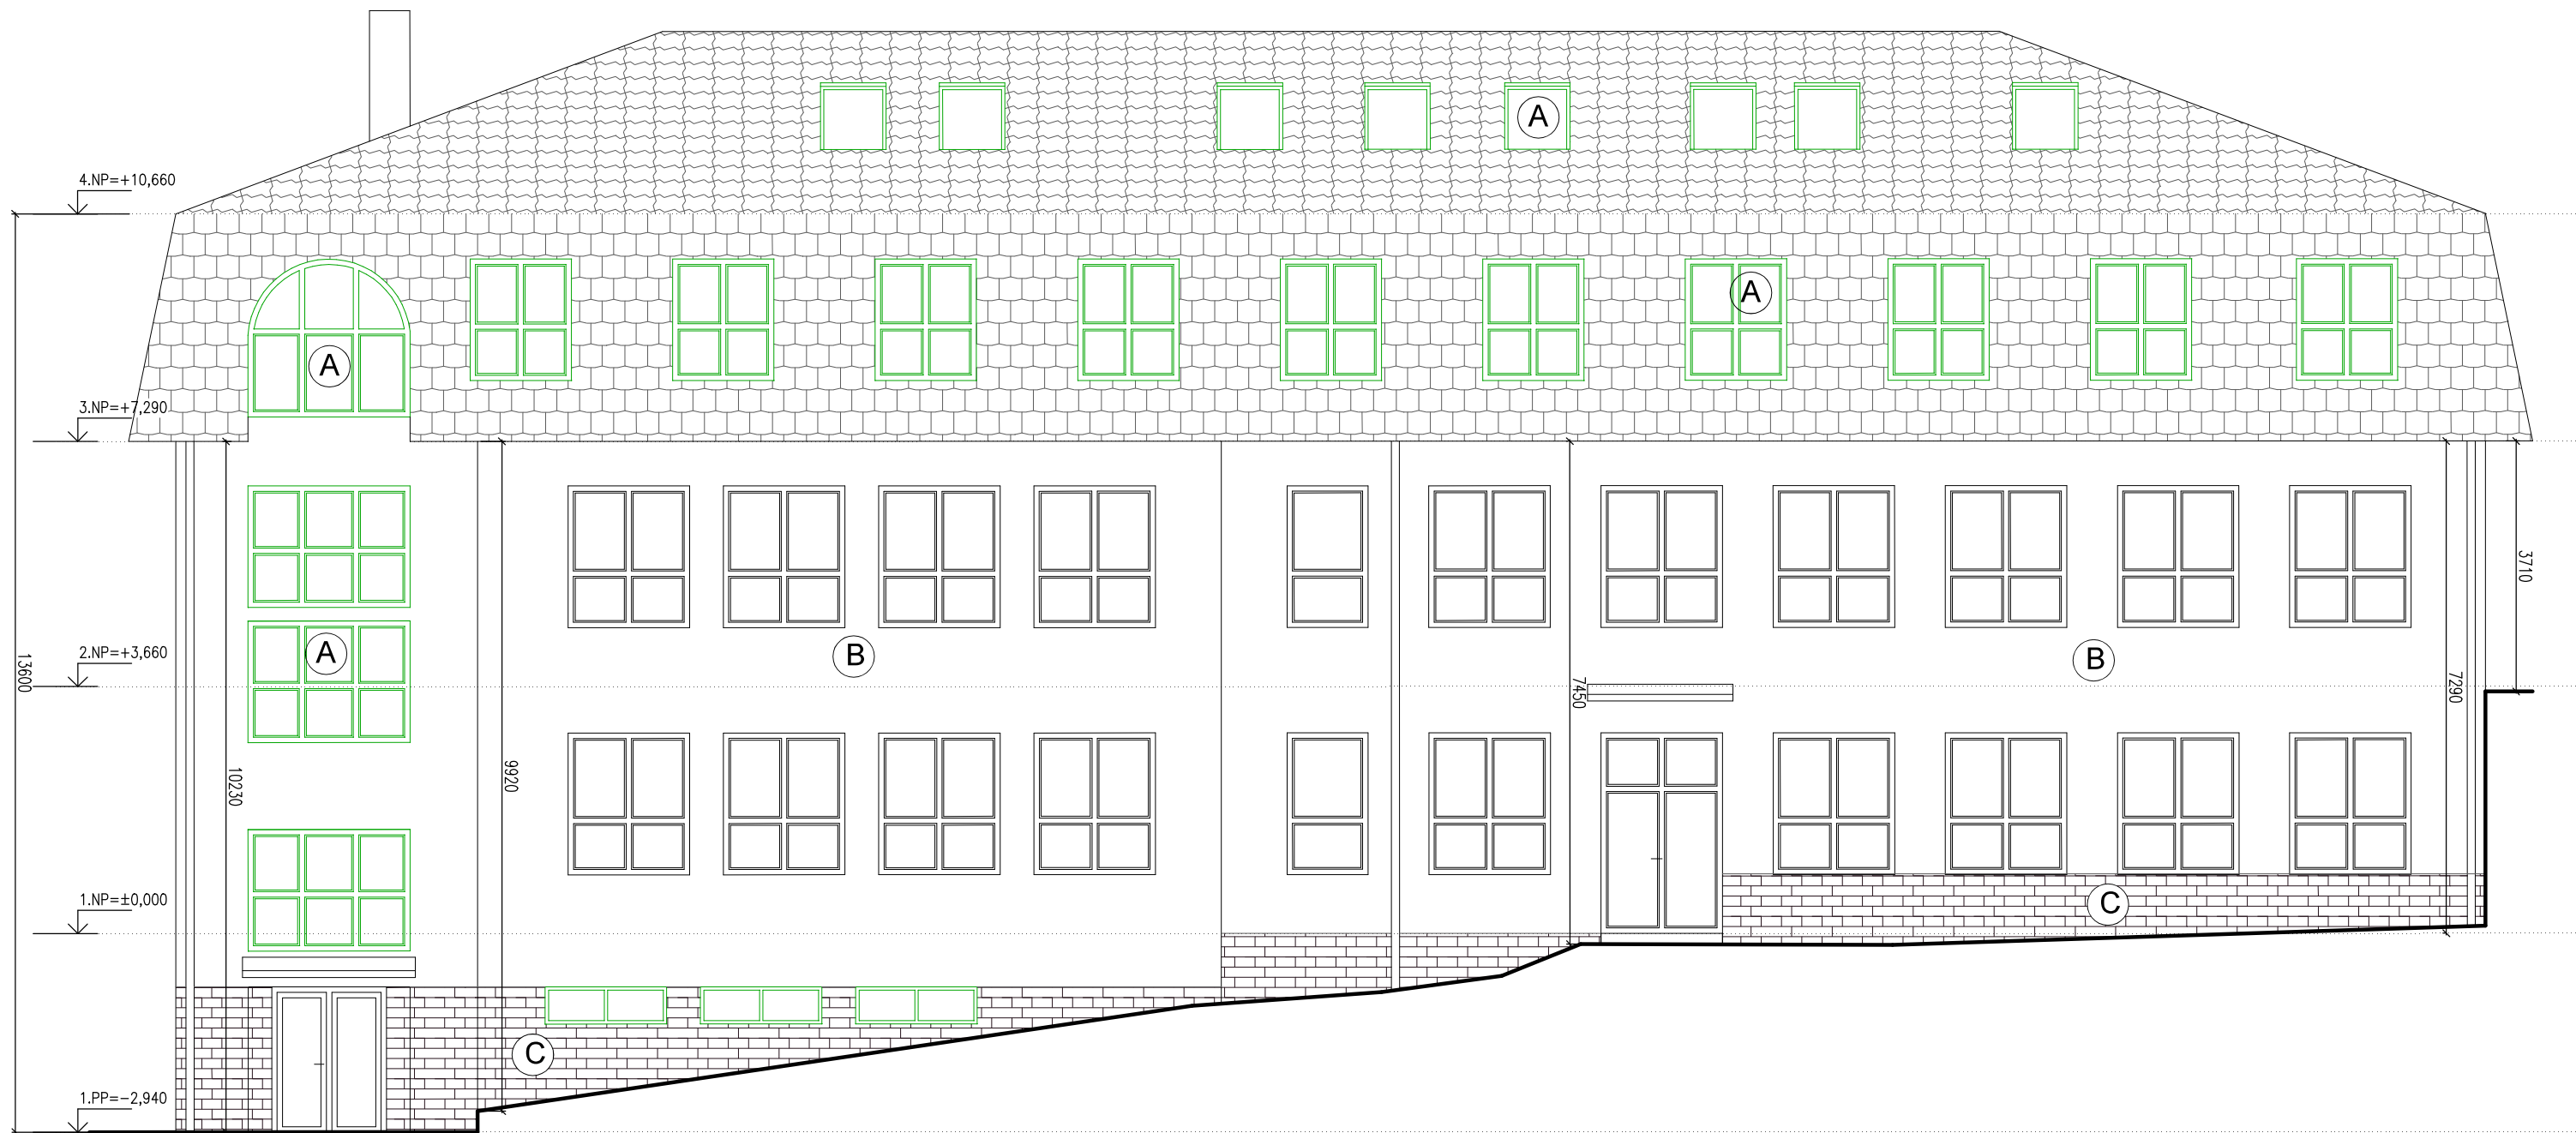 A
4.NP=+10,660
A
A
3.NP=+7,290
3710
A
B
B
2.NP=+3,660
13600
7450
7290
10230
9920
1.NP=±0,000
C
C
1.PP=-2,940